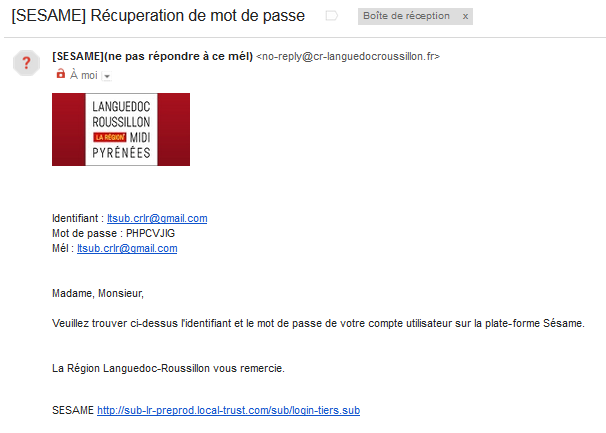 [SESAME] Récuperation de mot de passe
Boîte de réception x
[SESAME](ne pas répondre à ce mél) <no-reply@cr-languedocroussillon.fr>
À moi
LANGUEDOC
ROUSSILLON
LA RÉGION MIDI
PYRÉNÉES
Identifiant : ltsub.crlr@gmail.com
Mot de passe : PHPCVJIG
Mél : ltsub.crlr@gmail.com
Madame, Monsieur,
Veuillez trouver ci-dessus l'identifiant et le mot de passe de votre compte utilisateur sur la plate-forme Sésame.
La Région Languedoc-Roussillon vous remercie.
SESAME http://sub-lr-preprod.local-trust.com/sub/login-tiers.sub